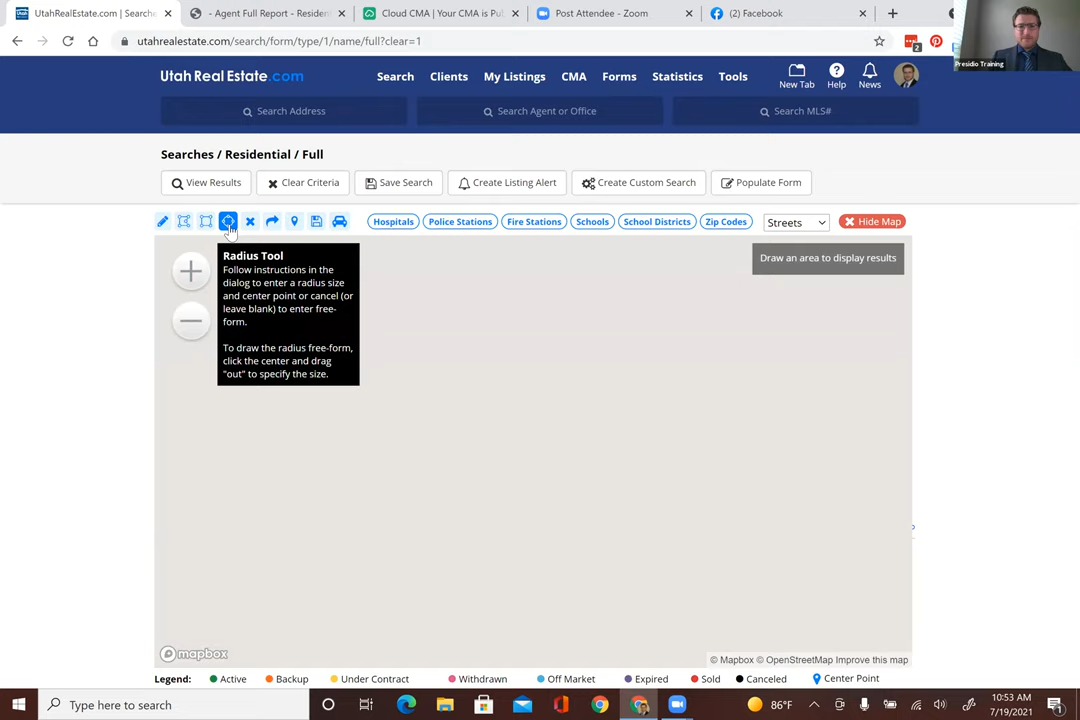 UtahRealEstate.com | Searche
- Agent Full Report - Residen
Cloud CMA | Your CMA is Pu
Post Attendee - Zoom
(2) Facebook
utahrealestate.com/search/form/type/1/name/full?clear=1
2
Presidio Training
Utah Real Estate.com
Search
Clients
My Listings
CMA
Forms
Statistics
Tools
New Tab
Help
News
Search Address
Search Agent or Office
Search MLS#
Searches / Residential / Full
View Results
Clear Criteria
Save Search
Create Listing Alert
Create Custom Search
Populate Form
Hospitals
Police Stations
Fire Stations
Schools
School Districts
Zip Codes
Streets
Hide Map
Radius Tool
Follow instructions in the
dialog to enter a radius size
and center point or cancel (or
leave blank) to enter free-
form.
To draw the radius free-form,
click the center and drag
"out" to specify the size.
Draw an area to display results
mapbox
© Mapbox © OpenStreetMap Improve this map
Legend:
Active
Backup
Under Contract
Withdrawn
Off Market
Expired
Sold
Canceled
Center Point
Type here to search
86°F
10:53 AM
7/19/2021
1